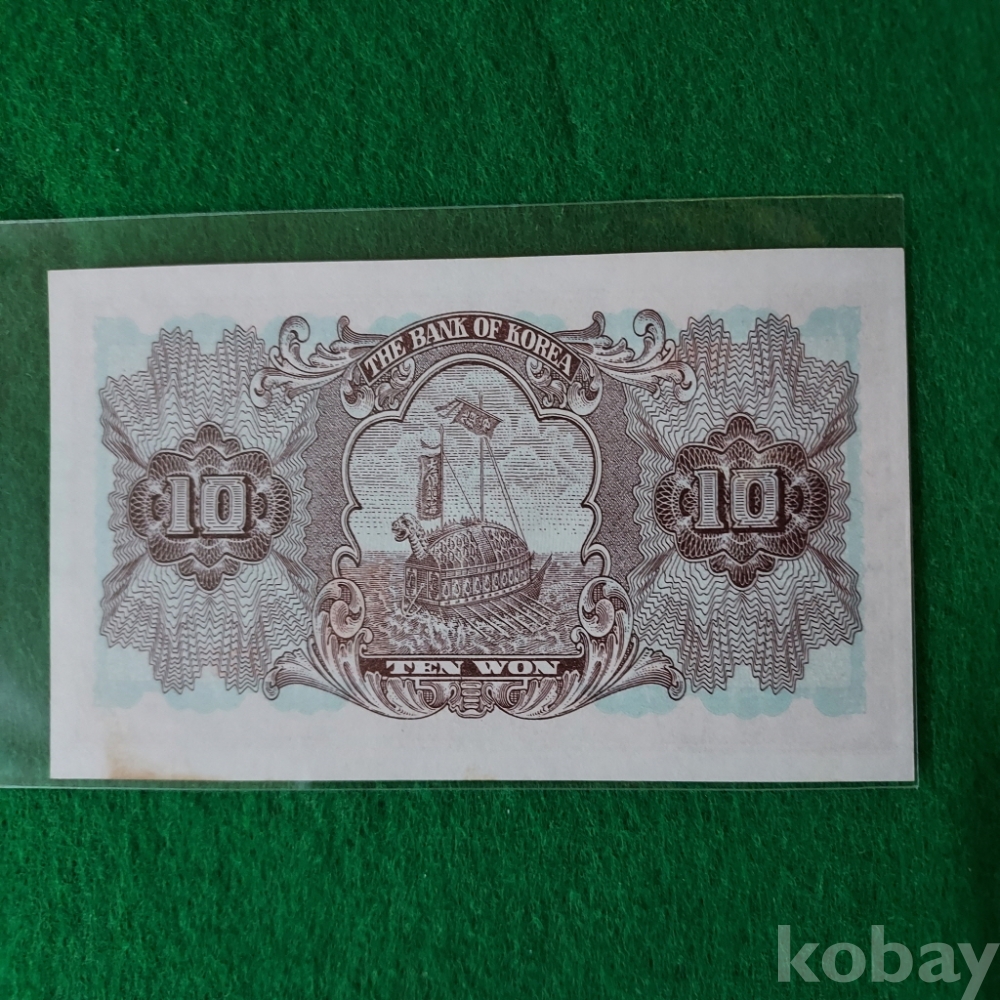 THE BANK OF KOREA
10
10
TEN WON
kobay